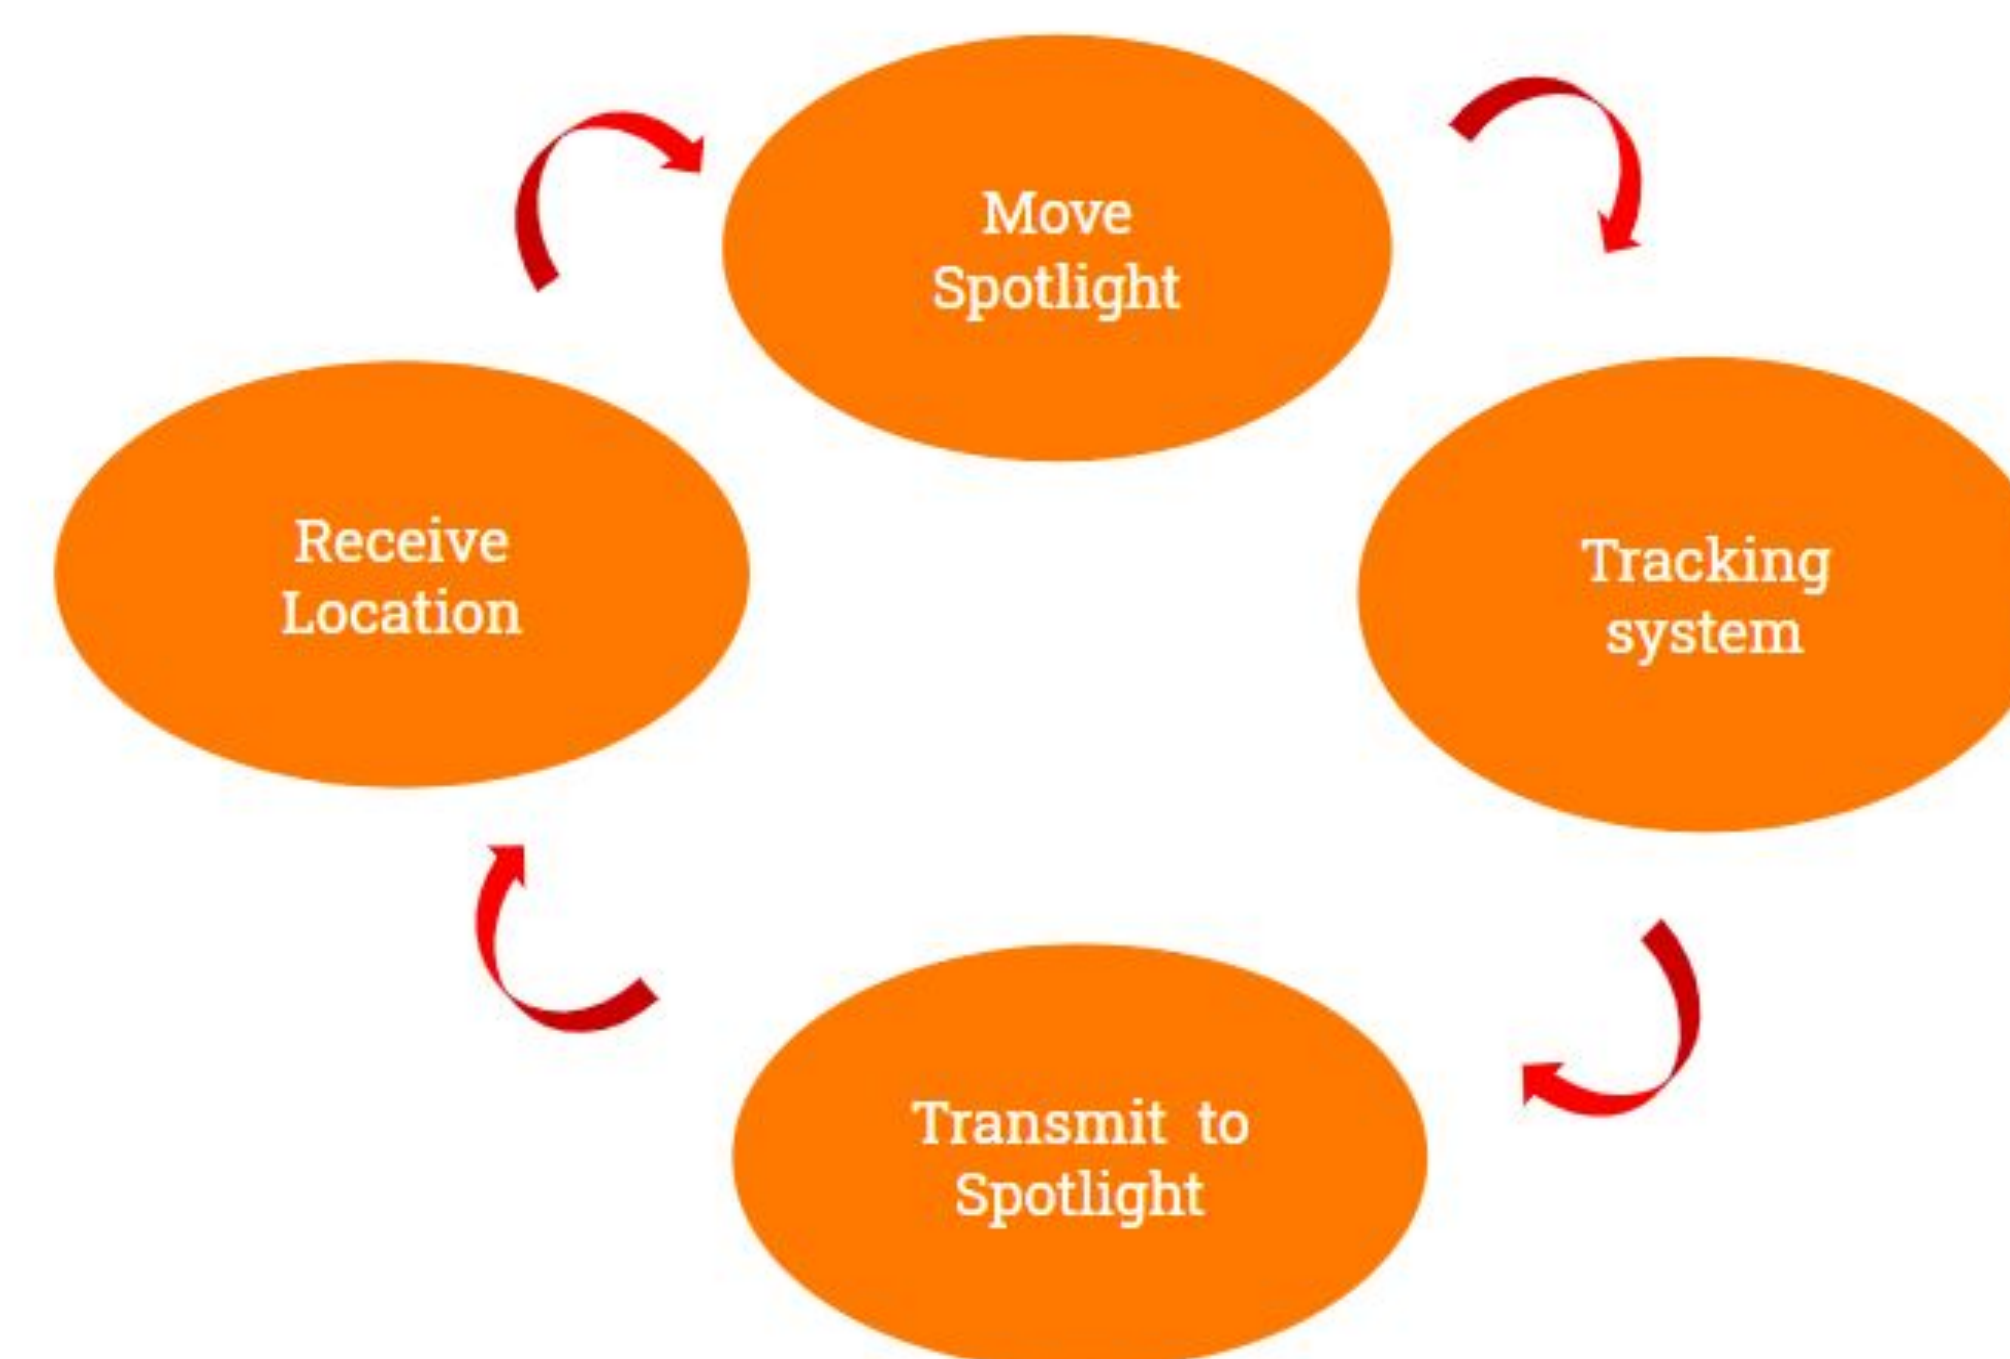 Move
Spotlight
Receive
Location
Tracking
system
Transmit to
Spotlight